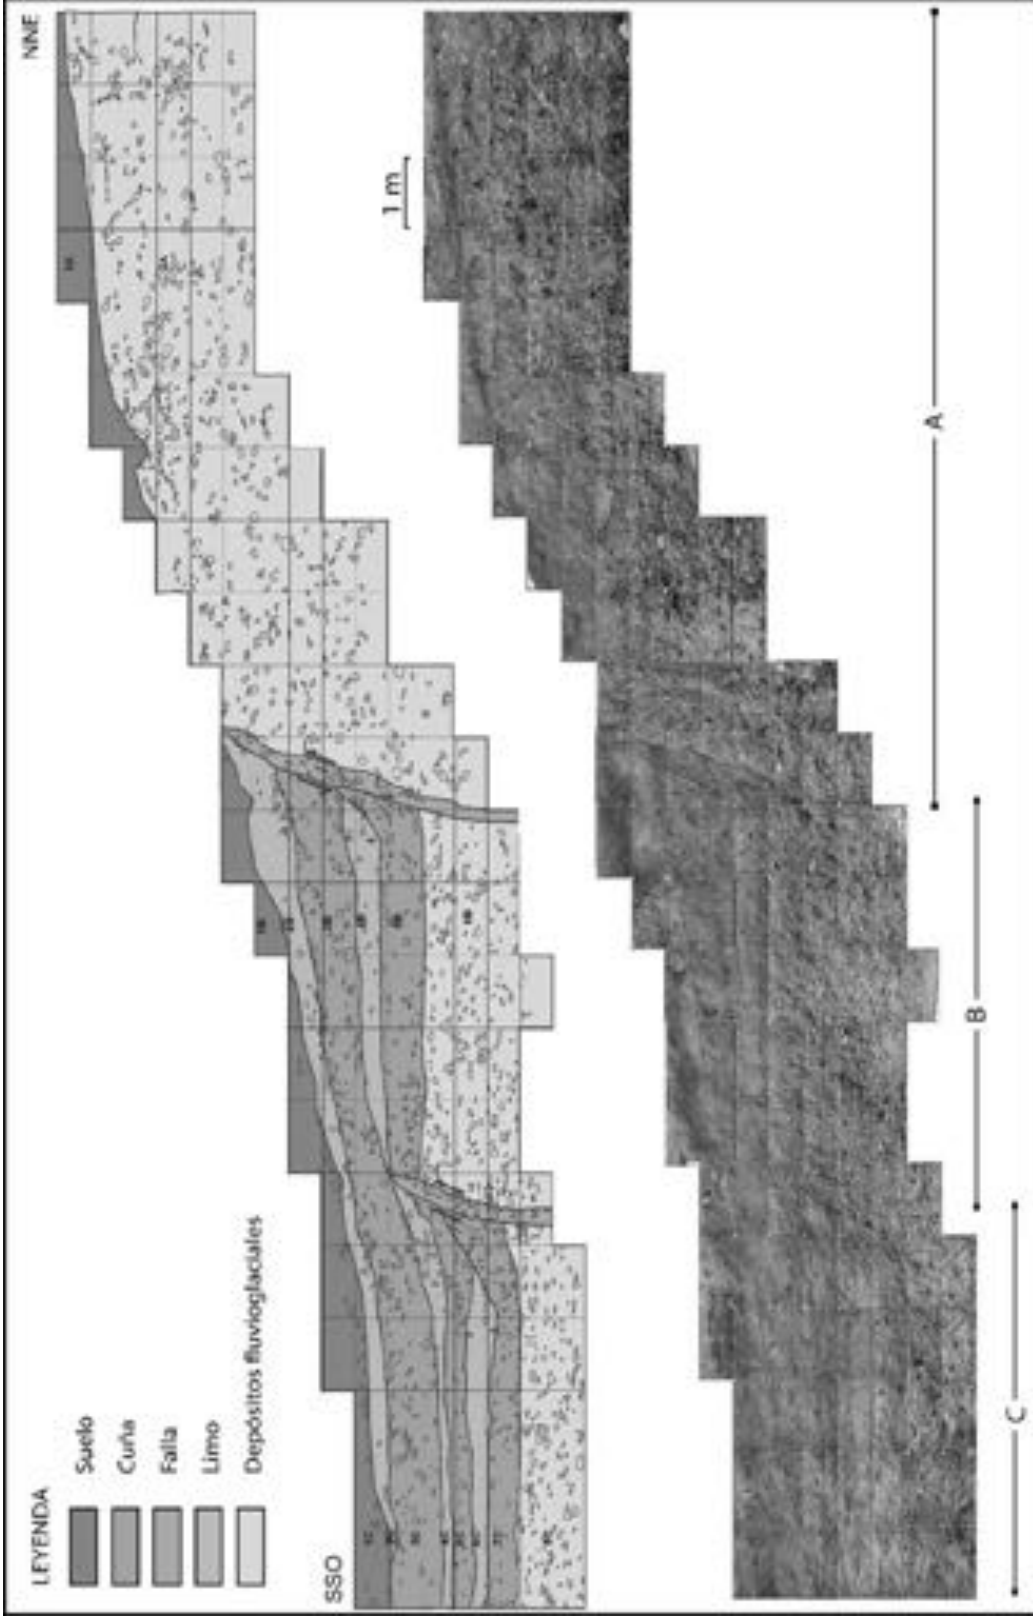 LEYENDA
Suelo
Cuña
Falla
Limo
Depósitos fluvioglaciales
SSO
NNE
1 m
A
B
C